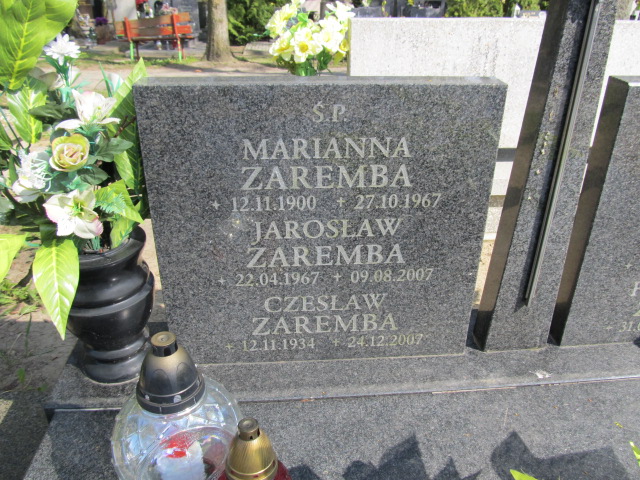 Ś.P.
MARIANNA
ZAREMBA
+ 12.11.1900 + 27.10.1967
JAROSŁAW
ZAREMBA
+ 22.04.1967 + 09.08.2007
CZESŁAW
ZAREMBA
+ 12.11.1934 + 24.12.2007